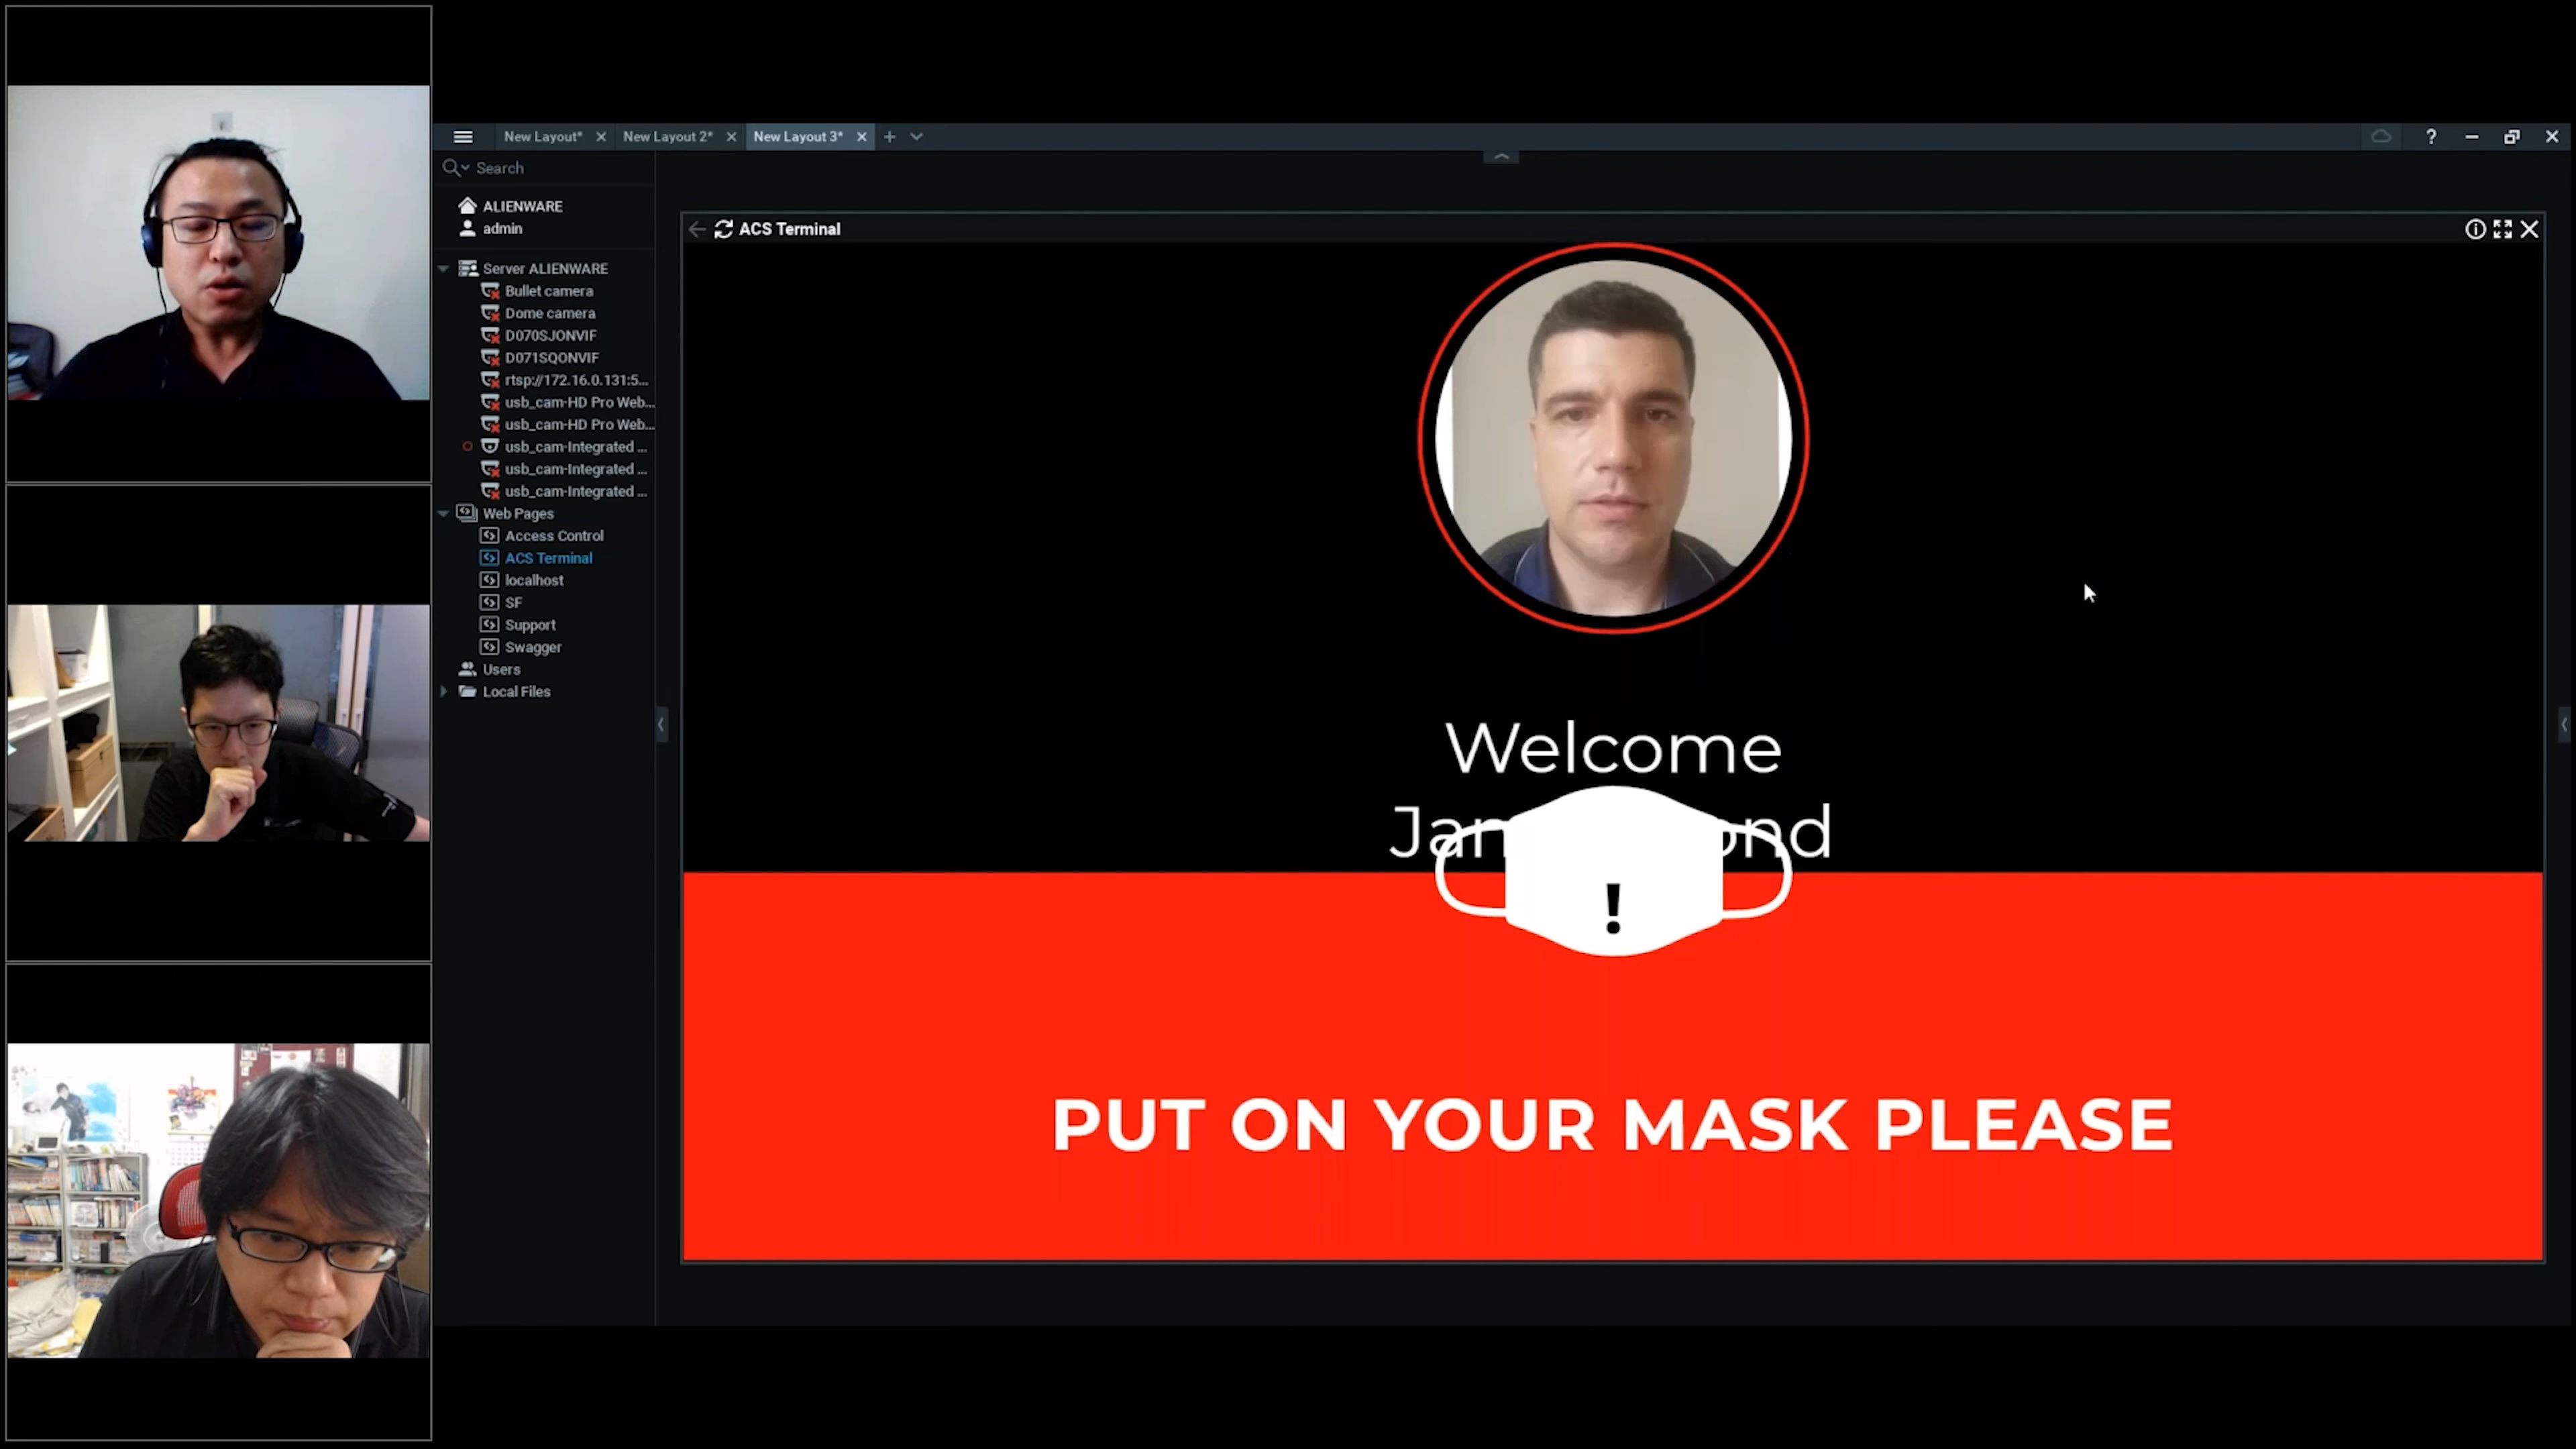 New Layout*
New Layout 2*
New Layout 3*
Search
ALIENWARE
admin
Server ALIENWARE
Bullet camera
Dome camera
D070SJONVIF
D071SQONVIF
rtsp://172.16.0.131:5...
usb_cam-HD Pro Web...
usb_cam-HD Pro Web...
usb_cam-Integrated ...
usb_cam-Integrated ...
usb_cam-Integrated ...
Web Pages
Access Control
ACS Terminal
localhost
SF
Support
Swagger
Users
Local Files
ACS Terminal
Welcome
!
PUT ON YOUR MASK PLEASE